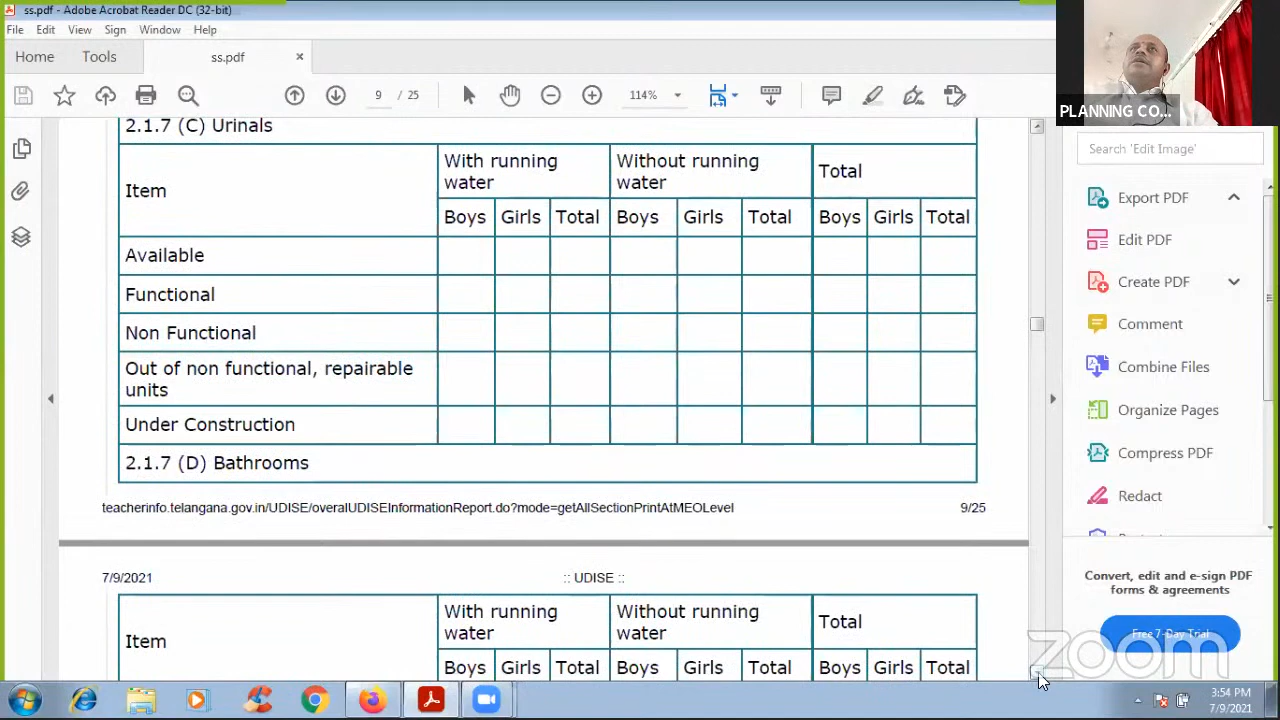 ss.pdf - Adobe Acrobat Reader DC (32-bit)
File Edit View Sign Window Help
Home Tools ss.pdf ×
9 / 25 114%
PLANNING CO...
2.1.7 (C) Urinals
Item With running water Without running water Total
Boys Girls Total Boys Girls Total Boys Girls Total
Available
Functional
Non Functional
Out of non functional, repairable
units
Under Construction
2.1.7 (D) Bathrooms
teacherinfo.telangana.gov.in/UDISE/overalUDISEInformationReport.do?mode=getAllSectionPrintAtMEOLevel 9/25
7/9/2021 :: UDISE ::
Item With running water Without running water Total
Boys Girls Total Boys Girls Total Boys Girls Total
Search 'Edit Image'
Export PDF
Edit PDF
Create PDF
Comment
Combine Files
Organize Pages
Compress PDF
Redact
Convert, edit and e-sign PDF
forms & agreements
Free 7-Day Trial
zoom
3:54 PM
7/9/2021